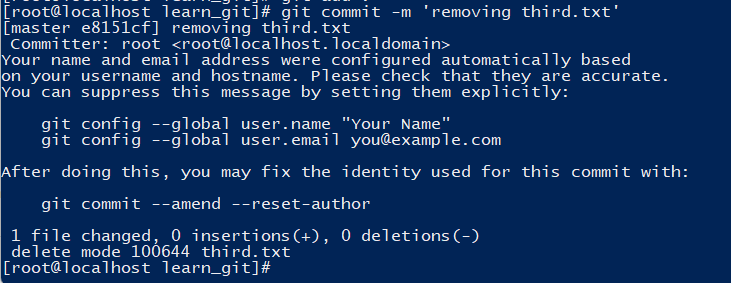 [root@localhost learn_git]# git commit -m 'removing third.txt'
[master e8151cf] removing third.txt
 Committer: root <root@localhost.localdomain>
Your name and email address were configured automatically based
on your username and hostname. Please check that they are accurate.
You can suppress this message by setting them explicitly:

    git config --global user.name "Your Name"
    git config --global user.email you@example.com

After doing this, you may fix the identity used for this commit with:

    git commit --amend --reset-author

 1 file changed, 0 insertions(+), 0 deletions(-)
 delete mode 100644 third.txt
[root@localhost learn_git]#